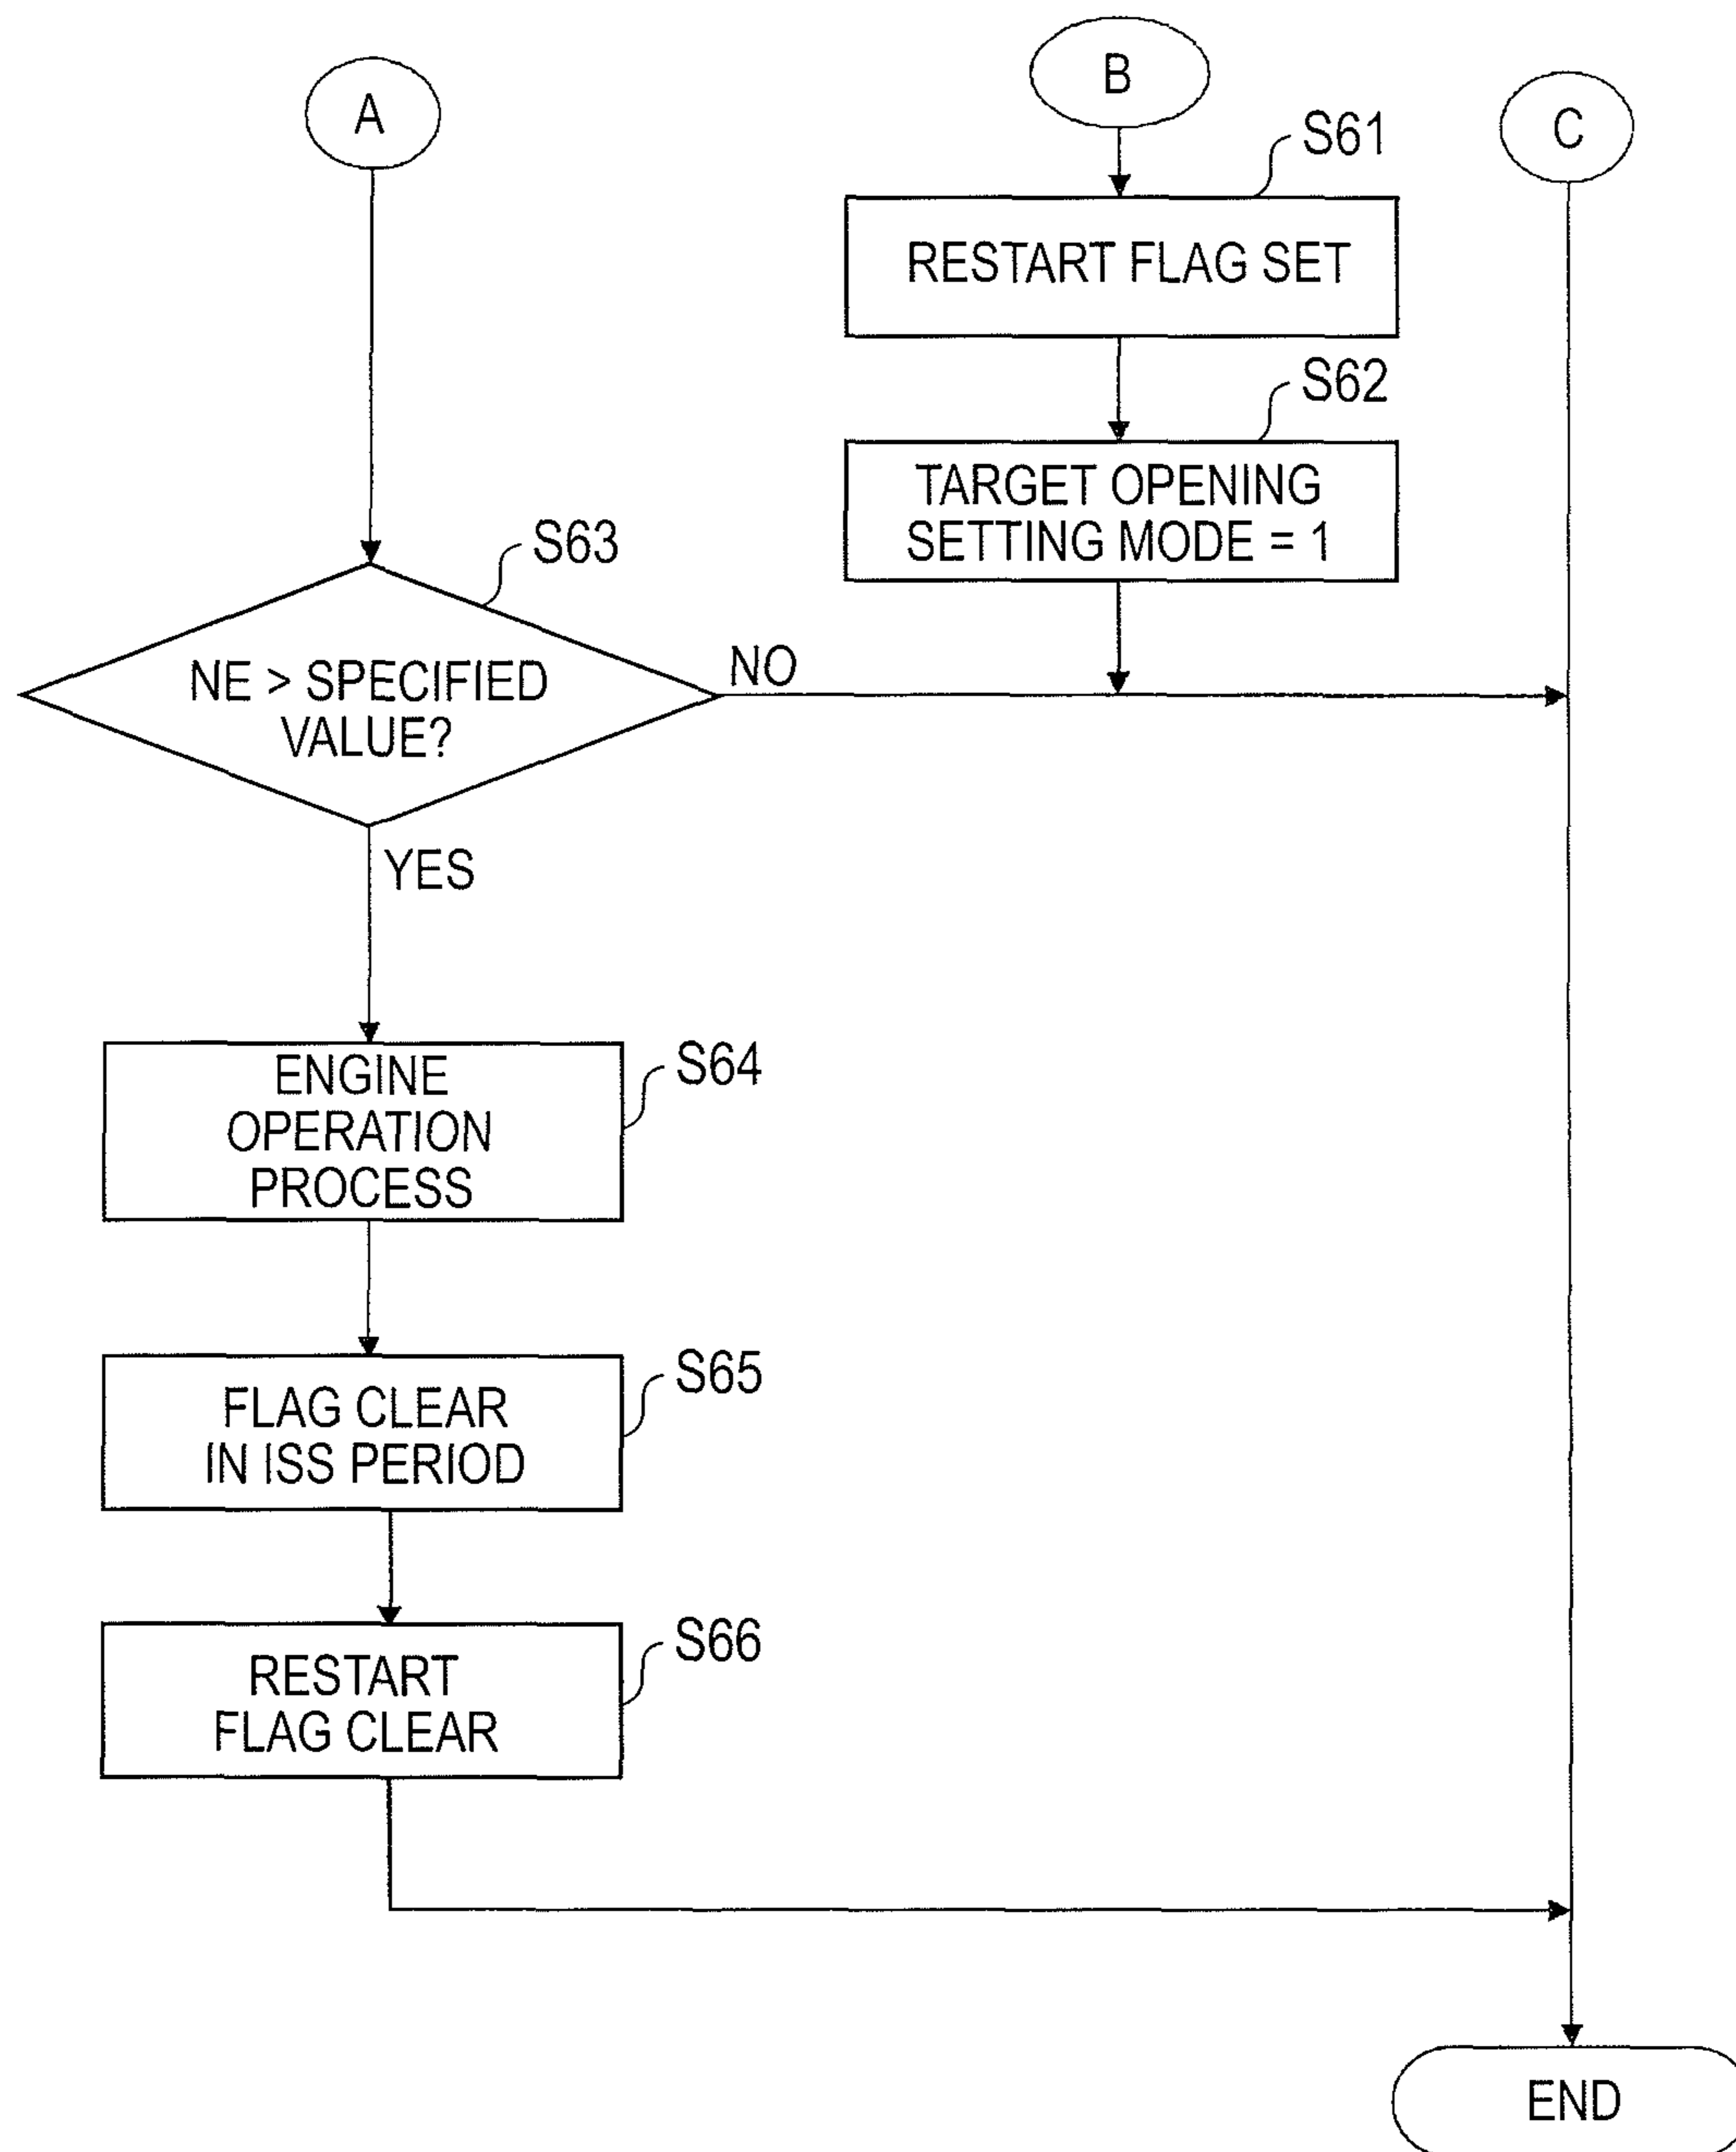 A
B
C
S61
RESTART FLAG SET
S62
TARGET OPENING
SETTING MODE = 1
S63
NE > SPECIFIED
VALUE?
NO
YES
S64
ENGINE
OPERATION
PROCESS
S65
FLAG CLEAR
IN ISS PERIOD
S66
RESTART
FLAG CLEAR
END